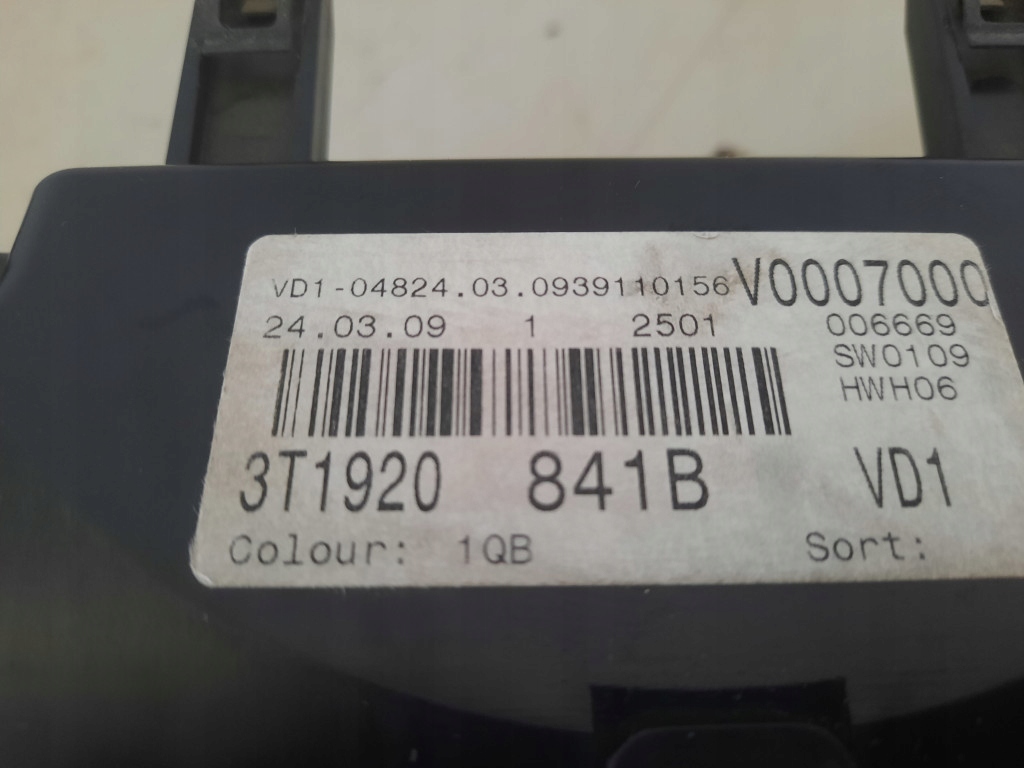 VD1-04824.03.0939110156 V0007000
24.03.09 1 2501 006669
SW0109
HWH06
3T1920 841B VD1
Colour: 1QB Sort: